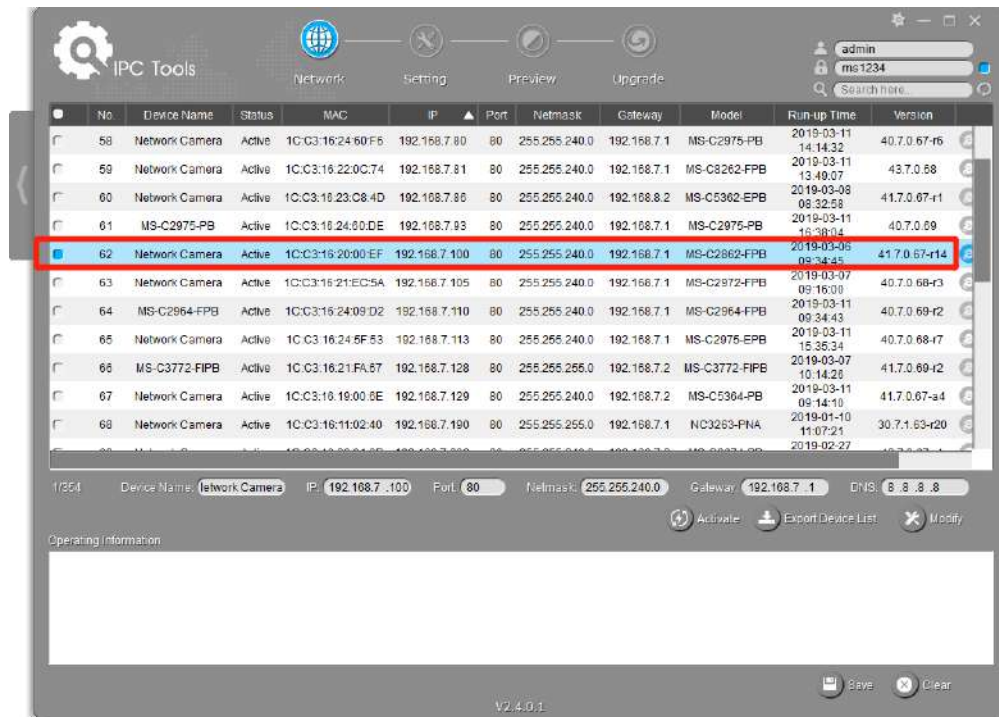 IPC Tools
Network Setting Preview Upgrade
admin
ms1234
Search here...
No. Device Name Status MAC IP Port Netmask Gateway Model Run-up Time Version
58 Network Camera Active 1C:C3:16:24:60:F5 192.168.7.80 80 255.255.240.0 192.168.7.1 MS-C2975-PB 2019-03-11 14:14:32 40.7.0.67-r6
59 Network Camera Active 1C:C3:16:22:0C:74 192.168.7.81 80 255.255.240.0 192.168.7.1 MS-C8262-FPB 2019-03-11 13:49:07 43.7.0.68
60 Network Camera Active 1C:C3:16:23:C8:4D 192.168.7.86 80 255.255.240.0 192.168.8.2 MS-C5362-EPB 2019-03-08 08:32:58 41.7.0.67-r1
61 MS-C2975-PB Active 1C:C3:16:24:60:DE 192.168.7.93 80 255.255.240.0 192.168.7.1 MS-C2975-PB 2019-03-11 16:38:04 40.7.0.69
62 Network Camera Active 1C:C3:16:20:00:EF 192.168.7.100 80 255.255.240.0 192.168.7.1 MS-C2862-FPB 2019-03-06 09:34:45 41.7.0.67-r14
63 Network Camera Active 1C:C3:16:21:EC:5A 192.168.7.105 80 255.255.240.0 192.168.7.1 MS-C2972-FPB 2019-03-07 09:16:00 40.7.0.68-r3
64 MS-C2964-FPB Active 1C:C3:16:24:09:D2 192.168.7.110 80 255.255.240.0 192.168.7.1 MS-C2964-FPB 2019-03-11 09:34:43 40.7.0.69-r2
65 Network Camera Active 1C:C3:16:24:5F:53 192.168.7.113 80 255.255.240.0 192.168.7.1 MS-C2975-EPB 2019-03-11 15:35:34 40.7.0.68-r7
66 MS-C3772-FIPB Active 1C:C3:16:21:FA:67 192.168.7.128 80 255.255.255.0 192.168.7.2 MS-C3772-FIPB 2019-03-07 10:14:26 41.7.0.69-r2
67 Network Camera Active 1C:C3:16:19:00:6E 192.168.7.129 80 255.255.240.0 192.168.7.2 MS-C5364-PB 2019-03-11 09:14:10 41.7.0.67-a4
68 Network Camera Active 1C:C3:16:11:02:40 192.168.7.190 80 255.255.255.0 192.168.7.1 NC3263-PNA 2019-01-10 11:07:21 30.7.1.63-r20
2019-02-27
1/354 Device Name: letwork Camera IP: 192.168.7 .100 Port: 80 Netmask: 255.255.240.0 Gateway: 192.168.7 .1 DNS: 8 .8 .8 .8
Activate Export Device List Modify
Operating Information
Save Clear
V2.4.0.1